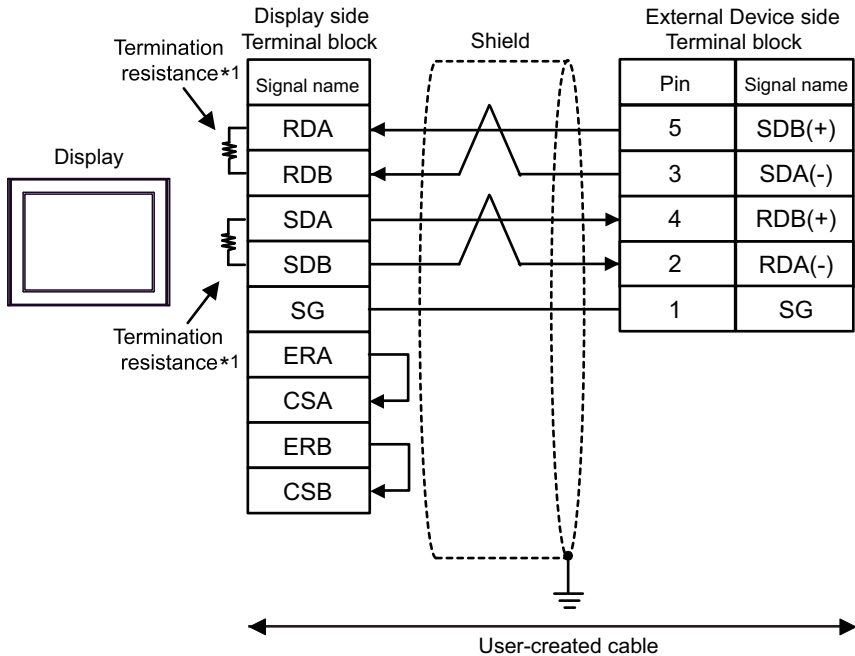 Display side
Terminal block
Shield
External Device side
Terminal block
Termination
resistance*1
Signal name
Pin
Signal name
RDA
5
SDB(+)
Display
RDB
3
SDA(-)
SDA
4
RDB(+)
SDB
2
RDA(-)
SG
1
SG
Termination
resistance*1
ERA
CSA
ERB
CSB
User-created cable